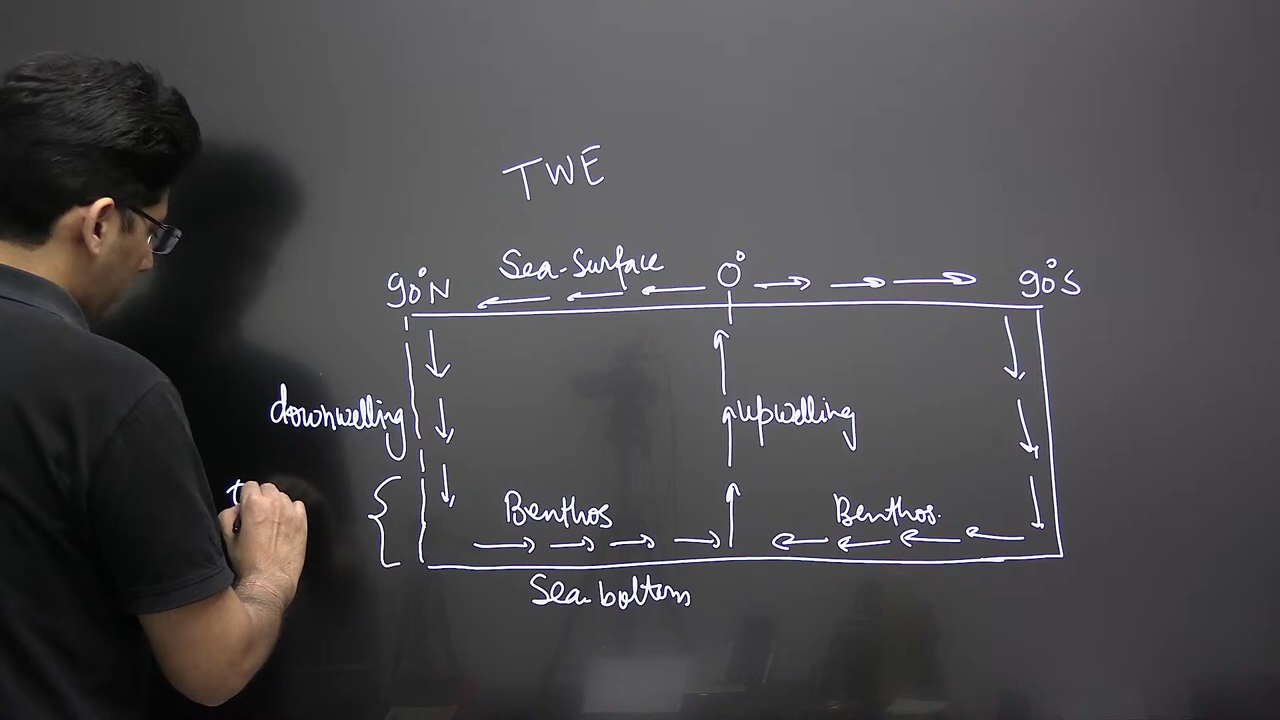 TWE
Sea-Surface
90°N 0° 90°S
downwelling upwelling
t
Benthos Benthos.
Sea-bottom